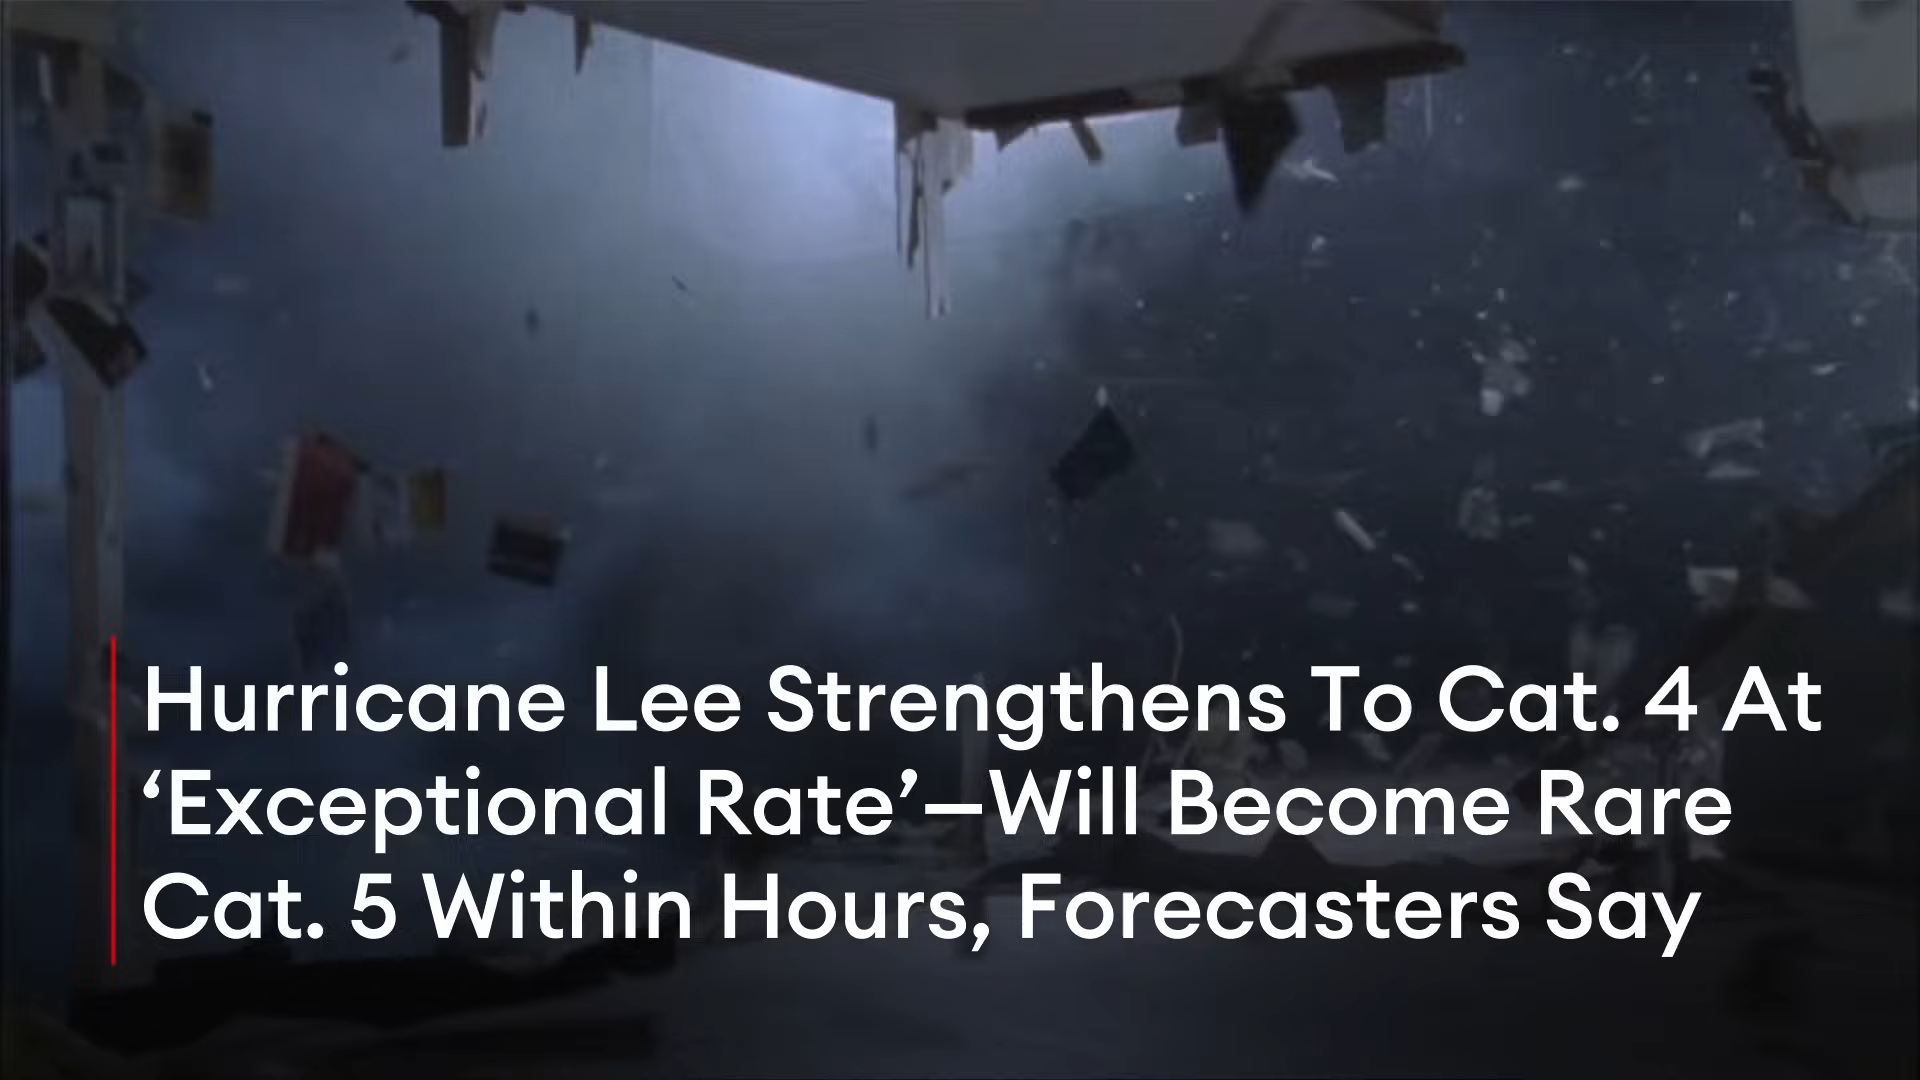 Hurricane Lee Strengthens To Cat. 4 At
‘Exceptional Rate’—Will Become Rare
Cat. 5 Within Hours, Forecasters Say